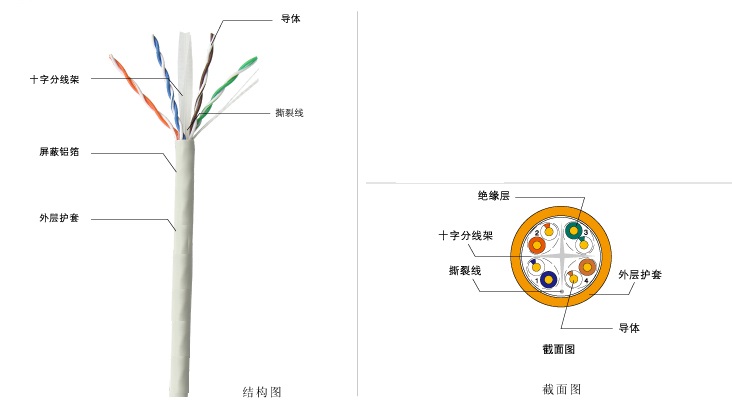 导体
十字分线架
撕裂线
屏蔽铝箔
外层护套
结构图
绝缘层
2
3
十字分线架
撕裂线
外层护套
1
4
导体
截面图
截面图